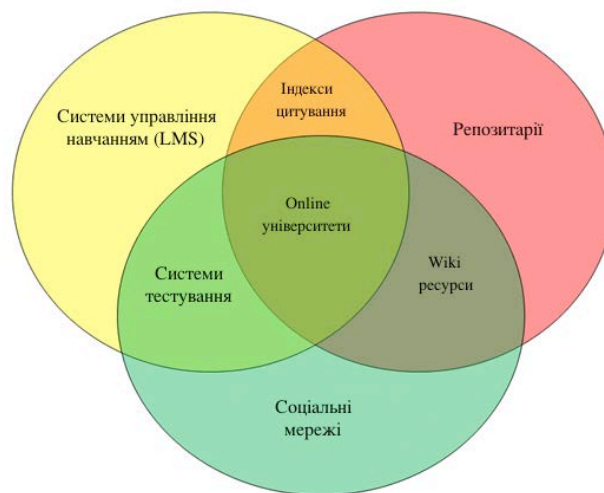 Індекси
цитування
Системи управління
навчанням (LMS)
Репозитарії
Online
університети
Системи
тестування
Wiki
ресурси
Соціальні
мережі